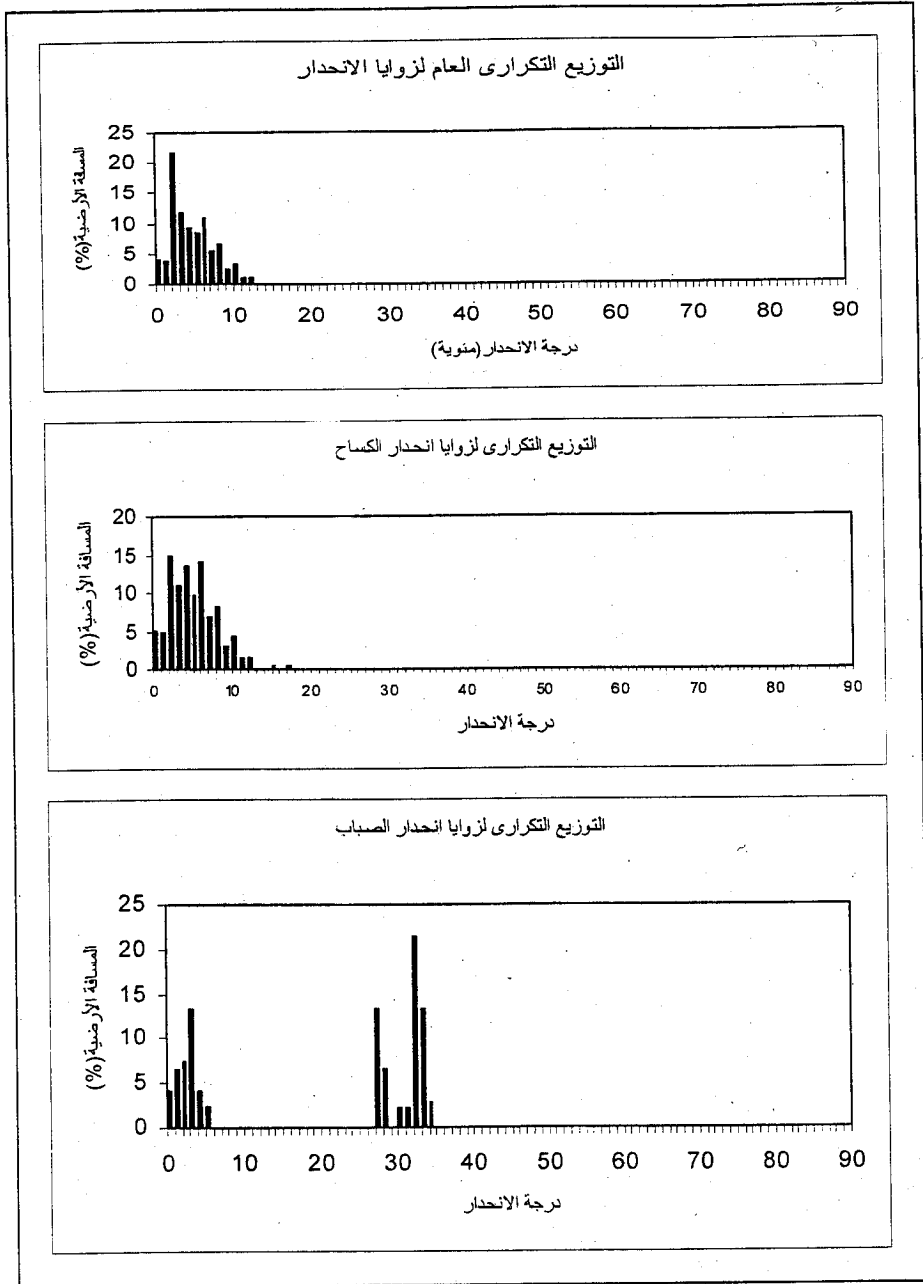 التوزيع التكرارى العام لزوايا الانحدار
المسفة الأرضية (%)
25
20
15
10
5
0
0 10 20 30 40 50 60 70 80 90
درجة الانحدار (مئوية)
التوزيع التكرارى لزوايا انحدار الكساح
المسافة الأرضية (%)
20
15
10
5
0
0 10 20 30 40 50 60 70 80 90
درجة الانحدار
التوزيع التكرارى لزوايا انحدار الصباب
المسافة الأرضية (%)
25
20
15
10
5
0
0 10 20 30 40 50 60 70 80 90
درجة الانحدار